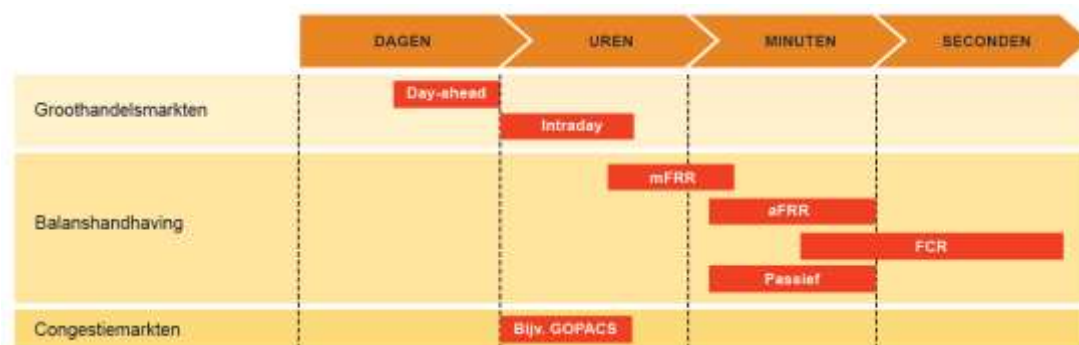 DAGEN UREN MINUTEN SECONDEN
Groothandelsmarkten
Day-ahead
Intraday
Balanshandhaving
mFRR
aFRR
FCR
Passief
Congestiemarkten
Bijv. GOPACS